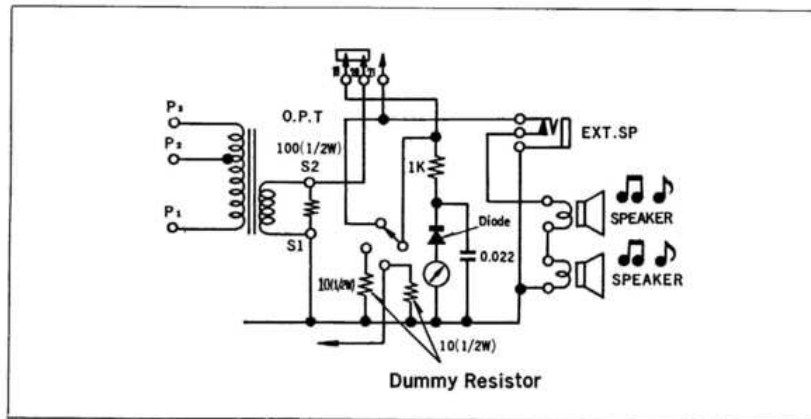 P₃
O.P.T
P₂
100(1/2W)
S2
EXT.SP
1K
P₁
S1
Diode
SPEAKER
0.022
10(1/2W)
SPEAKER
10(1/2W)
Dummy Resistor